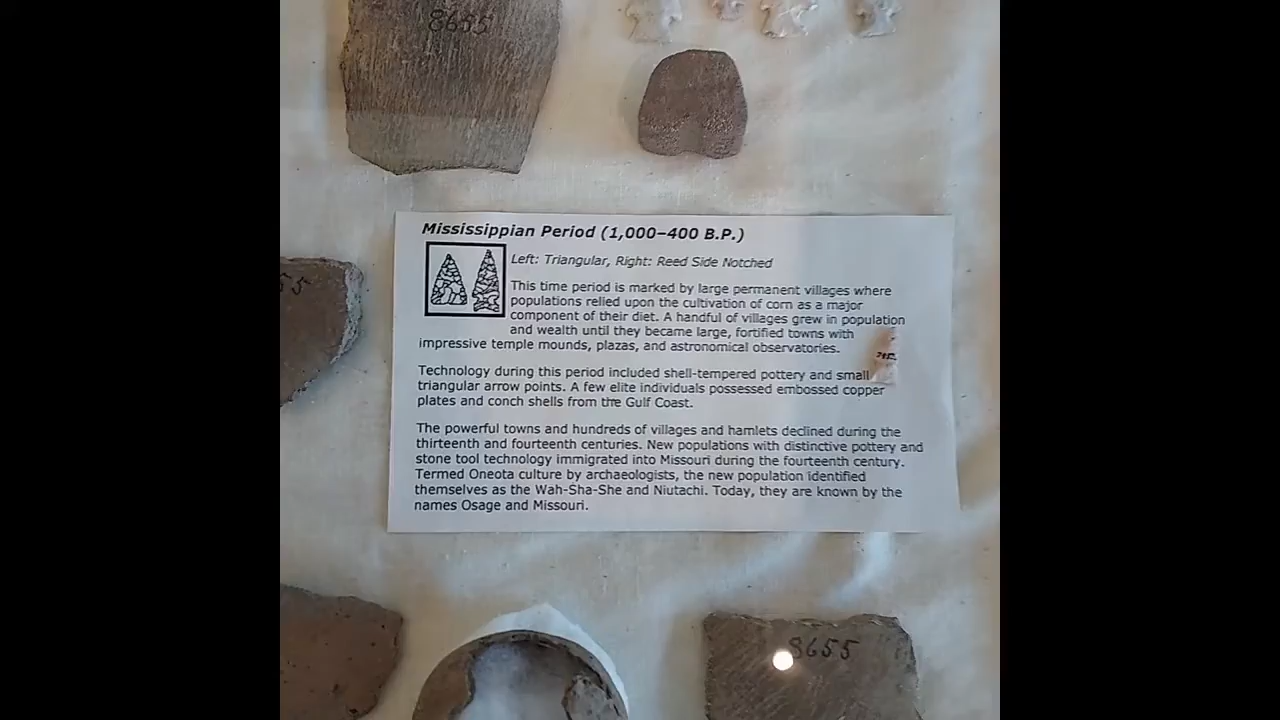 8655
Mississippian Period (1,000–400 B.P.)
Left: Triangular, Right: Reed Side Notched
This time period is marked by large permanent villages where
populations relied upon the cultivation of corn as a major
component of their diet. A handful of villages grew in population
and wealth until they became large, fortified towns with
impressive temple mounds, plazas, and astronomical observatories.
Technology during this period included shell-tempered pottery and small
triangular arrow points. A few elite individuals possessed embossed copper
plates and conch shells from the Gulf Coast.
The powerful towns and hundreds of villages and hamlets declined during the
thirteenth and fourteenth centuries. New populations with distinctive pottery and
stone tool technology immigrated into Missouri during the fourteenth century.
Termed Oneota culture by archaeologists, the new population identified
themselves as the Wah-Sha-She and Niutachi. Today, they are known by the
names Osage and Missouri.
8655